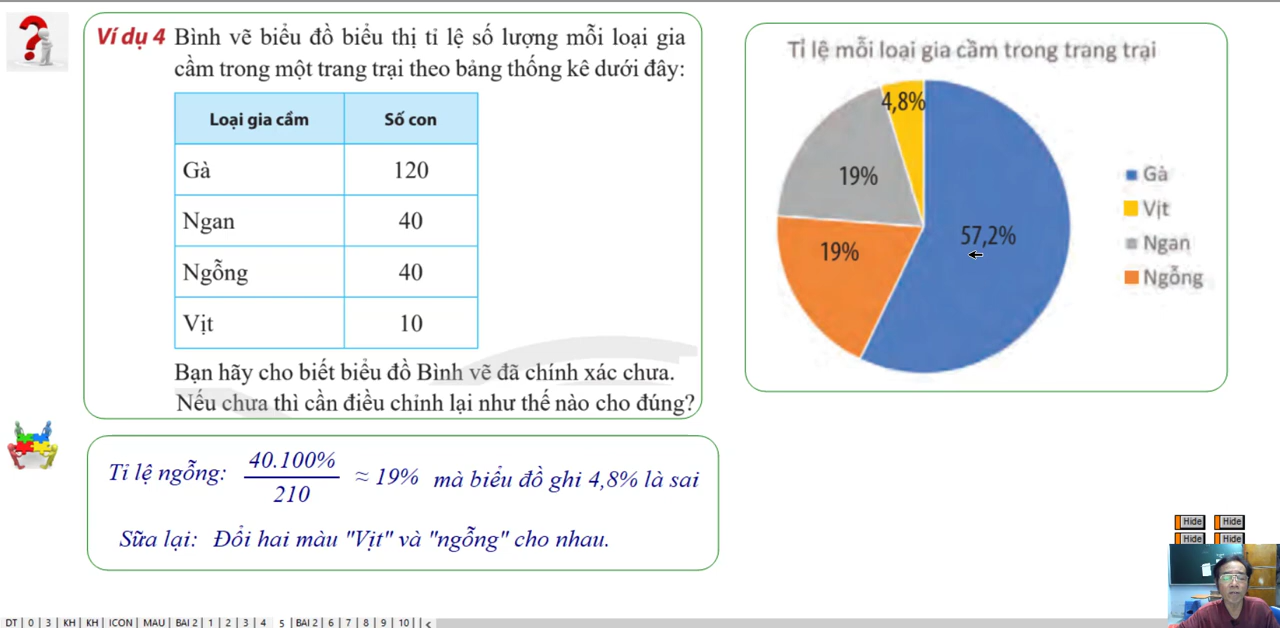 Ví dụ 4 Bình vẽ biểu đồ biểu thị tỉ lệ số lượng mỗi loại gia
cầm trong một trang trại theo bảng thống kê dưới đây:
Loại gia cầm Số con
Gà 120
Ngan 40
Ngỗng 40
Vịt 10
Bạn hãy cho biết biểu đồ Bình vẽ đã chính xác chưa.
Nếu chưa thì cần điều chỉnh lại như thế nào cho đúng?
Tỉ lệ mỗi loại gia cầm trong trang trại
4,8%
19%
57,2%
19%
Gà
Vịt
Ngan
Ngỗng
Tỉ lệ ngỗng: 40.100% / 210 ≈ 19% mà biểu đồ ghi 4,8% là sai
Sữa lại: Đổi hai màu "Vịt" và "ngỗng" cho nhau.
Hide Hide
Hide Hide
DT | 0 | 3 | KH | KH | ICON | MAU | BAI 2 | 1 | 2 | 3 | 4 5 | BAI 2 | 6 | 7 | 8 | 9 | 10 | | <